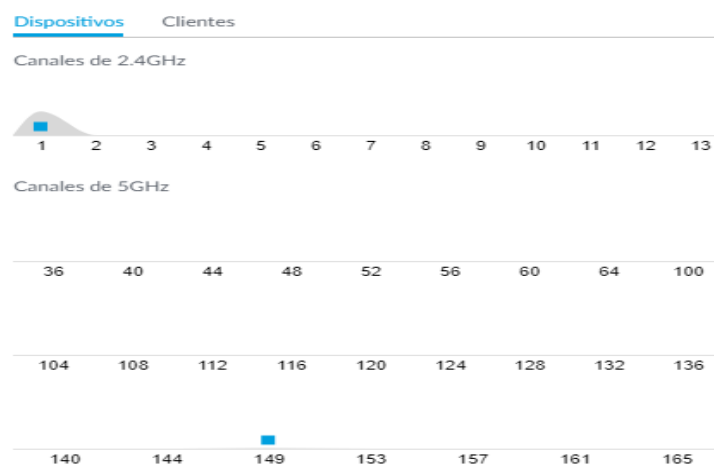 Dispositivos Clientes
Canales de 2.4GHz
1 2 3 4 5 6 7 8 9 10 11 12 13
Canales de 5GHz
36 40 44 48 52 56 60 64 100
104 108 112 116 120 124 128 132 136
140 144 149 153 157 161 165